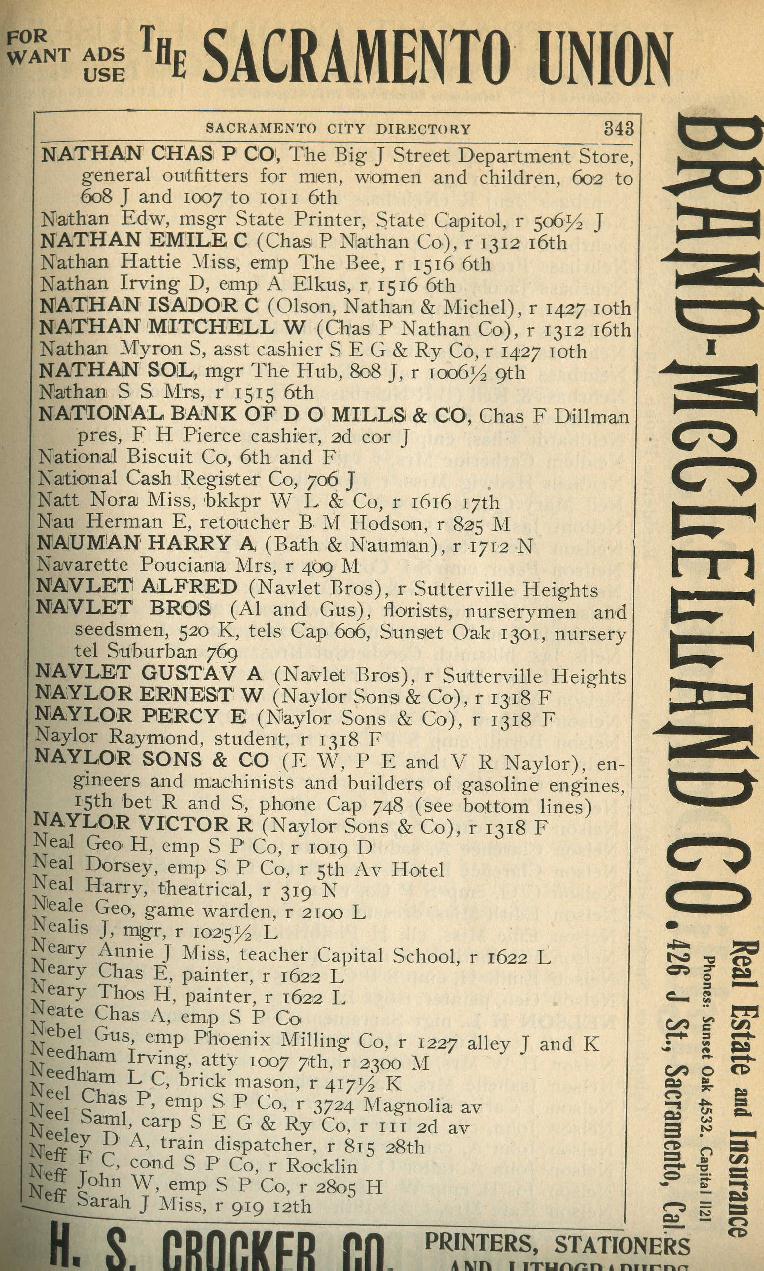 FOR
WANT ADS
USE
THE SACRAMENTO UNION
SACRAMENTO CITY DIRECTORY 343
NATHAN CHAS P CO, The Big J Street Department Store,
general outfitters for men, women and children, 602 to
608 J and 1007 to 1011 6th
Nathan Edw, msgr State Printer, State Capitol, r 506½ J
NATHAN EMILE C (Chas P Nathan Co), r 1312 16th
Nathan Hattie Miss, emp The Bee, r 1516 6th
Nathan Irving D, emp A Elkus, r 1516 6th
NATHAN ISADOR C (Olson, Nathan & Michel), r 1427 10th
NATHAN MITCHELL W (Chas P Nathan Co), r 1312 16th
Nathan Myron S, asst cashier S E G & Ry Co, r 1427 10th
NATHAN SOL, mgr The Hub, 808 J, r 1006½ 9th
Nathan S S Mrs, r 1515 6th
NATIONAL BANK OF D O MILLS & CO, Chas F Dillman
pres, F H Pierce cashier, 2d cor J
National Biscuit Co, 6th and F
National Cash Register Co, 706 J
Natt Nora Miss, bkkpr W L & Co, r 1616 17th
Nau Herman E, retoucher B M Hodson, r 825 M
NAUMAN HARRY A (Bath & Nauman), r 1712 N
Navarette Pouciana Mrs, r 409 M
NAVLET ALFRED (Navlet Bros), r Sutterville Heights
NAVLET BROS (Al and Gus), florists, nurserymen and
seedsmen, 520 K, tels Cap 606, Sunset Oak 1301, nursery
tel Suburban 769
NAVLET GUSTAV A (Navlet Bros), r Sutterville Heights
NAYLOR ERNEST W (Naylor Sons & Co), r 1318 F
NAYLOR PERCY E (Naylor Sons & Co), r 1318 F
Naylor Raymond, student, r 1318 F
NAYLOR SONS & CO (E W, P E and V R Naylor), en-
gineers and machinists and builders of gasoline engines,
15th bet R and S, phone Cap 748 (see bottom lines)
NAYLOR VICTOR R (Naylor Sons & Co), r 1318 F
Neal Geo H, emp S P Co, r 1019 D
Neal Dorsey, emp S P Co, r 5th Av Hotel
Neal Harry, theatrical, r 319 N
Neale Geo, game warden, r 2100 L
Nealis J, mgr, r 1025½ L
Neary Annie J Miss, teacher Capital School, r 1622 L
Neary Chas E, painter, r 1622 L
Neary Thos H, painter, r 1622 L
Neate Chas A, emp S P Co
Nebel Gus, emp Phoenix Milling Co, r 1227 alley J and K
Needham Irving, atty 1007 7th, r 2300 M
Needham L C, brick mason, r 417½ K
Neel Chas P, emp S P Co, r 3724 Magnolia av
Neel Saml, carp S E G & Ry Co, r 111 2d av
Neeley D A, train dispatcher, r 815 28th
Neff F C, cond S P Co, r Rocklin
Neff John W, emp S P Co, r 2805 H
Neff Sarah J Miss, r 919 12th
BRAND-McCLELLAND CO.
Real Estate and Insurance
Phones: Sunset Oak 4532. Capital 1121
426 J St., Sacramento, Cal.
H. S. CROCKER CO.
PRINTERS, STATIONERS
AND LITHOGRAPHERS